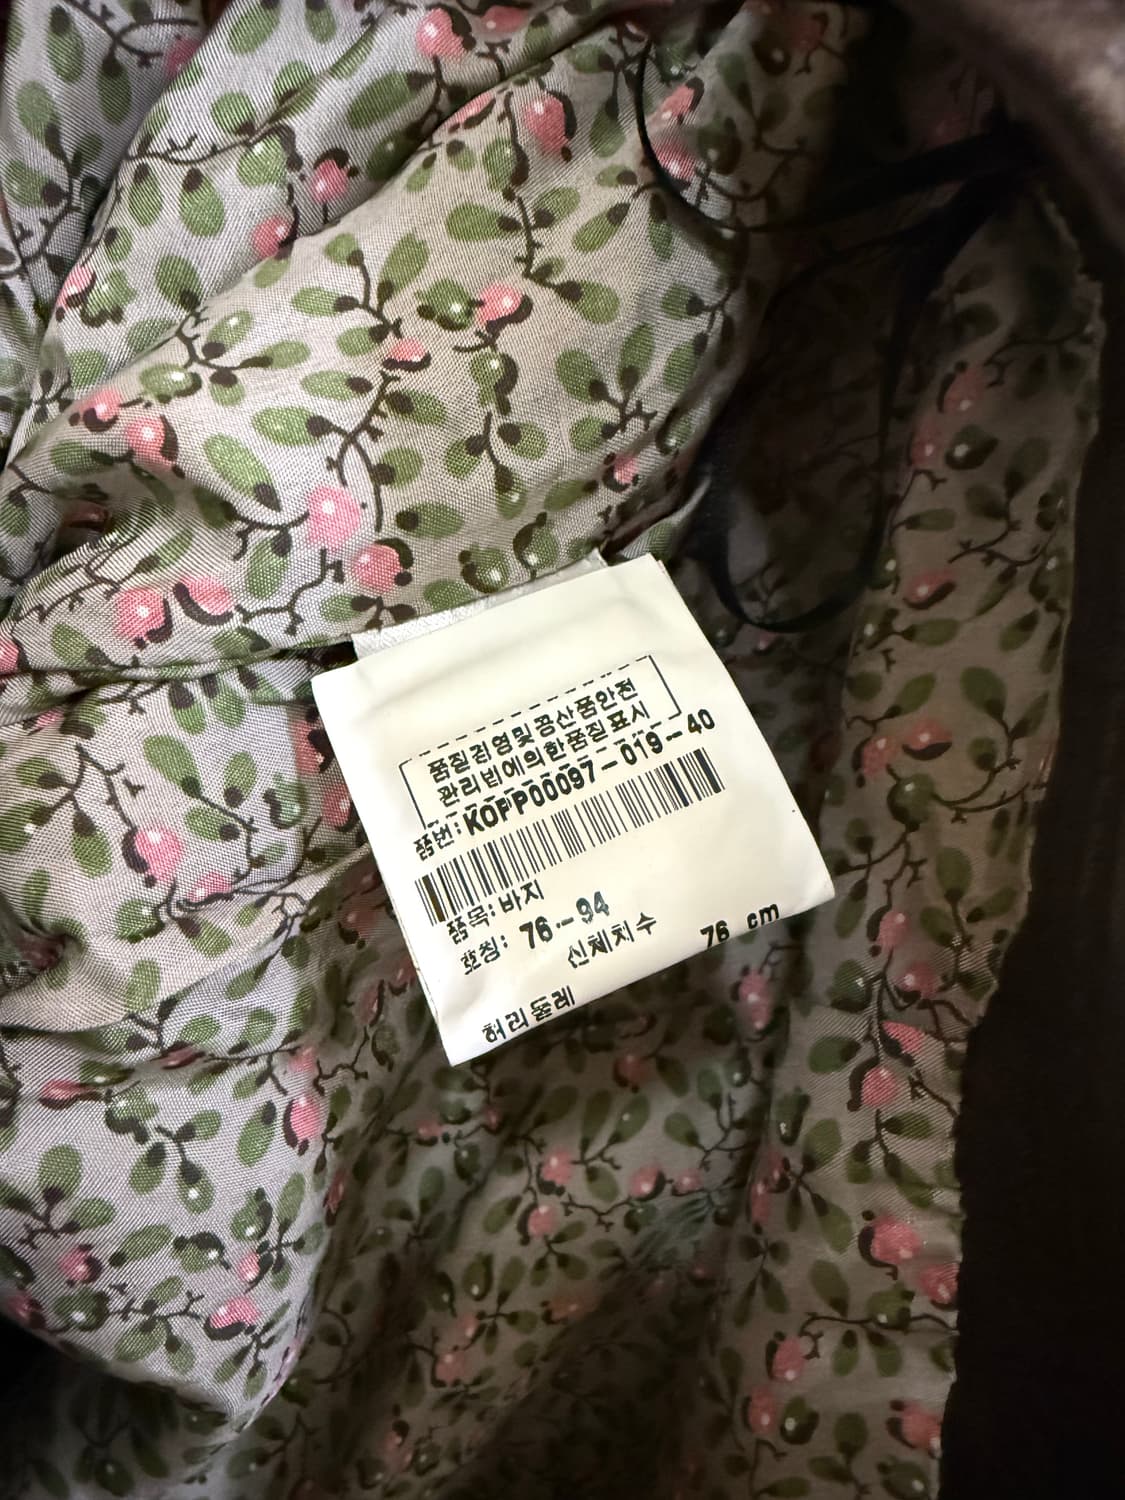 품질경영및공산품안전
관리법에의한품질표시
품번:KOPP00097-019-40
품목:바지
호칭: 76-94
신체치수
허리둘레 76 cm